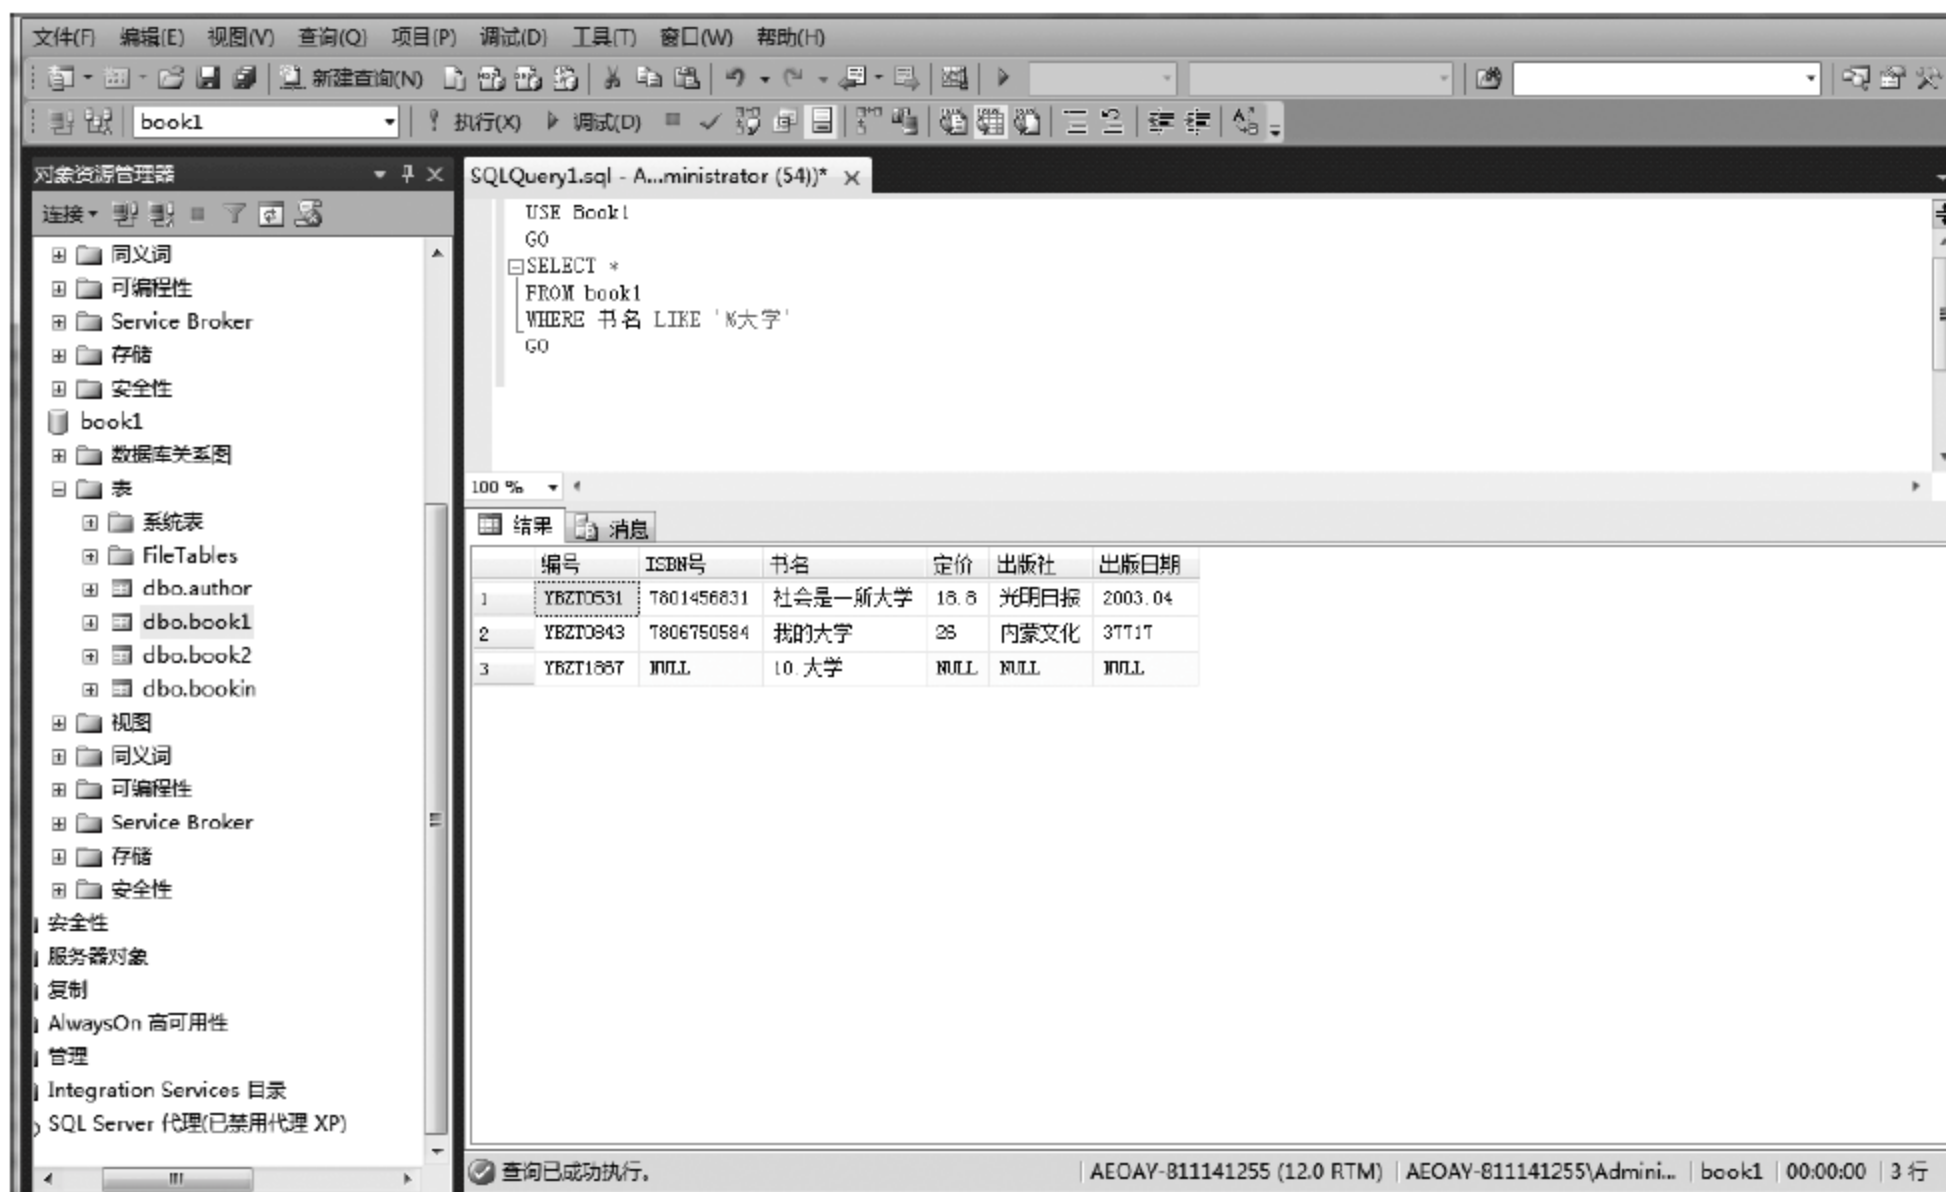 文件(F) 编辑(E) 视图(V) 查询(Q) 项目(P) 调试(D) 工具(T) 窗口(W) 帮助(H)
新建查询(N)
book1 执行(X) 调试(D)
对象资源管理器
连接
同义词
可编程性
Service Broker
存储
安全性
book1
数据库关系图
表
系统表
FileTables
dbo.author
dbo.book1
dbo.book2
dbo.bookin
视图
同义词
可编程性
Service Broker
存储
安全性
安全性
服务器对象
复制
AlwaysOn 高可用性
管理
Integration Services 目录
SQL Server 代理(已禁用代理 XP)
SQLQuery1.sql - A...ministrator (54))*
USE Book1
GO
SELECT *
FROM book1
WHERE 书名 LIKE '%大学'
GO
100 %
结果 消息
编号 ISBN号 书名 定价 出版社 出版日期
1 YBZT0531 7801456831 社会是一所大学 18.8 光明日报 2003.04
2 YBZT0843 7806750584 我的大学 26 内蒙文化 37717
3 YBZT1887 NULL 10.大学 NULL NULL NULL
查询已成功执行。 AEOAY-811141255 (12.0 RTM) AEOAY-811141255\Admini... book1 00:00:00 3 行